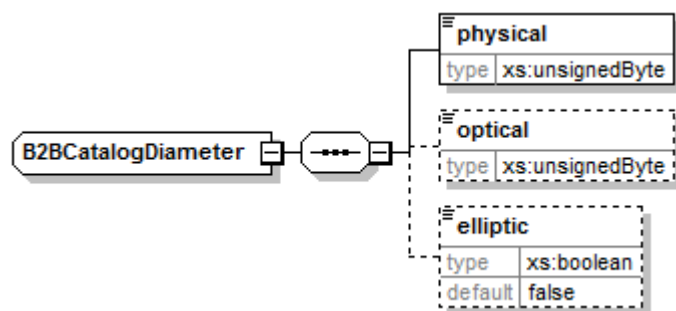 physical
type xs:unsignedByte
B2BCatalogDiameter
optical
type xs:unsignedByte
elliptic
type xs:boolean
default false